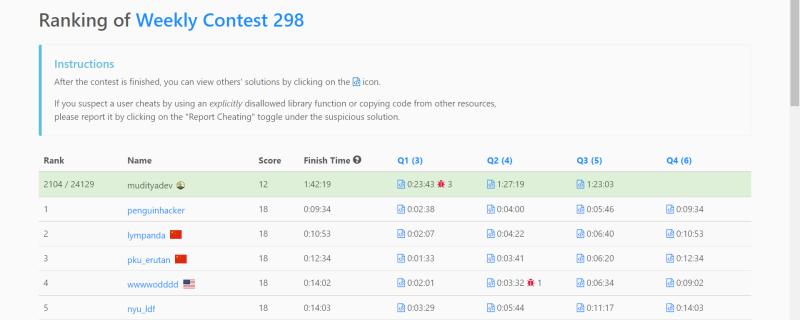 Ranking of Weekly Contest 298
Instructions
After the contest is finished, you can view others' solutions by clicking on the icon.
If you suspect a user cheats by using an explicitly disallowed library function or copying code from other resources,
please report it by clicking on the "Report Cheating" toggle under the suspicious solution.
Rank Name Score Finish Time ? Q1 (3) Q2 (4) Q3 (5) Q4 (6)
2104 / 24129 mudityadev 12 1:42:19 0:23:43 3 1:27:19 1:23:03
1 penguinhacker 18 0:09:34 0:02:38 0:04:00 0:05:46 0:09:34
2 lympanda 18 0:10:53 0:02:07 0:04:22 0:06:40 0:10:53
3 pku_erutan 18 0:12:34 0:01:33 0:03:41 0:06:20 0:12:34
4 wwwwodddd 18 0:14:02 0:02:01 0:03:32 1 0:06:34 0:09:02
5 nyu_ldf 18 0:14:03 0:03:29 0:05:44 0:11:17 0:14:03